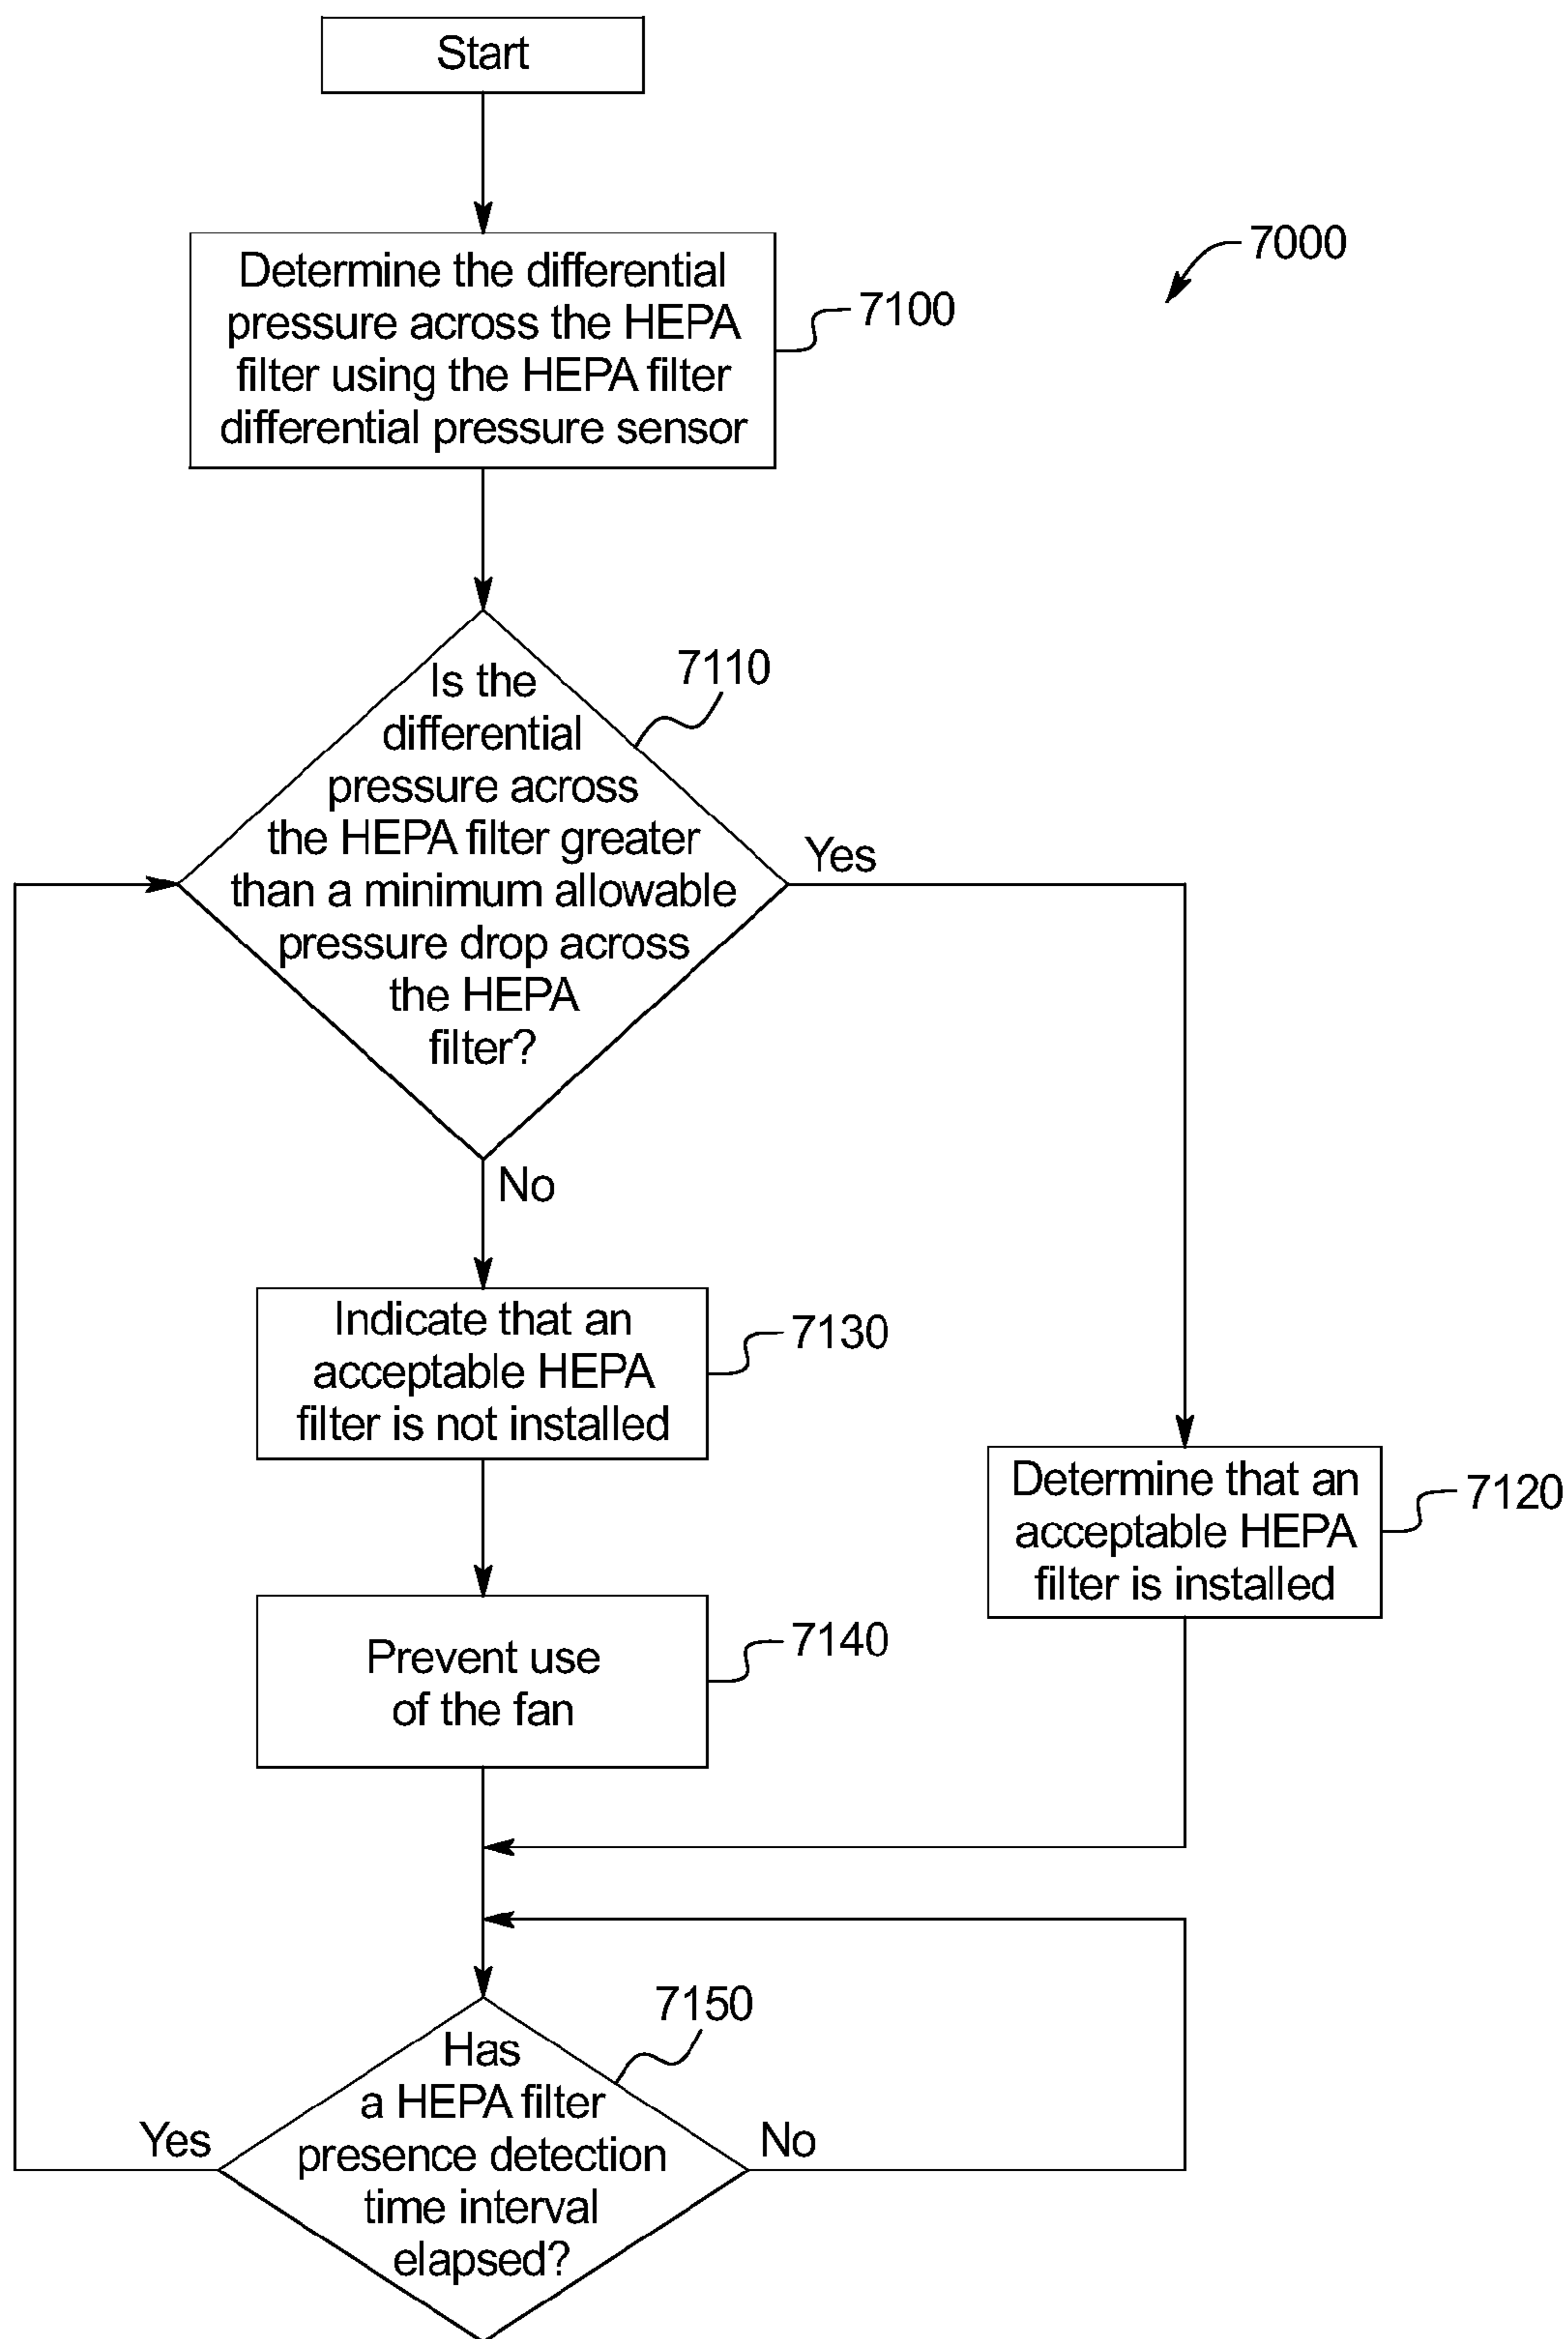 Start
7000
Determine the differential
pressure across the HEPA
filter using the HEPA filter
differential pressure sensor
7100
7110
Is the
differential
pressure across
the HEPA filter greater
than a minimum allowable
pressure drop across
the HEPA
filter?
Yes
No
Indicate that an
acceptable HEPA
filter is not installed
7130
Determine that an
acceptable HEPA
filter is installed
7120
Prevent use
of the fan
7140
7150
Has
a HEPA filter
presence detection
time interval
elapsed?
Yes
No